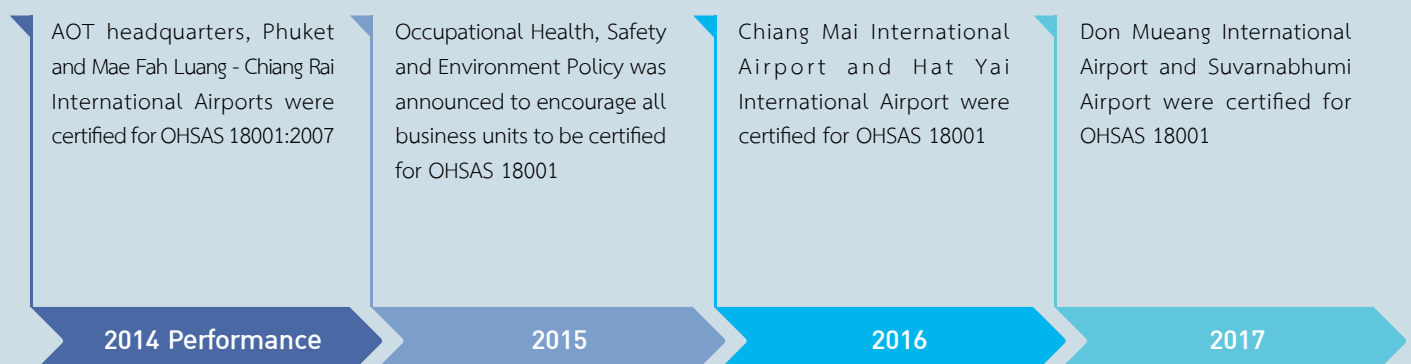 AOT headquarters, Phuket
and Mae Fah Luang - Chiang Rai
International Airports were
certified for OHSAS 18001:2007
Occupational Health, Safety
and Environment Policy was
announced to encourage all
business units to be certified
for OHSAS 18001
Chiang Mai International
Airport and Hat Yai
International Airport were
certified for OHSAS 18001
Don Mueang International
Airport and Suvarnabhumi
Airport were certified for
OHSAS 18001
2014 Performance
2015
2016
2017